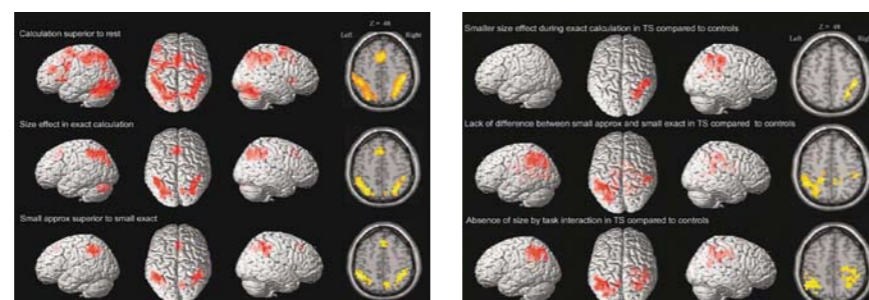 Calculation superior to rest
Z = 48
Left
Right
Size effect in exact calculation
Small approx superior to small exact
Smaller size effect during exact calculation in TS compared to controls
Z = 48
Left
Right
Lack of difference between small approx and small exact in TS compared to controls
Absence of size by task interaction in TS compared to controls